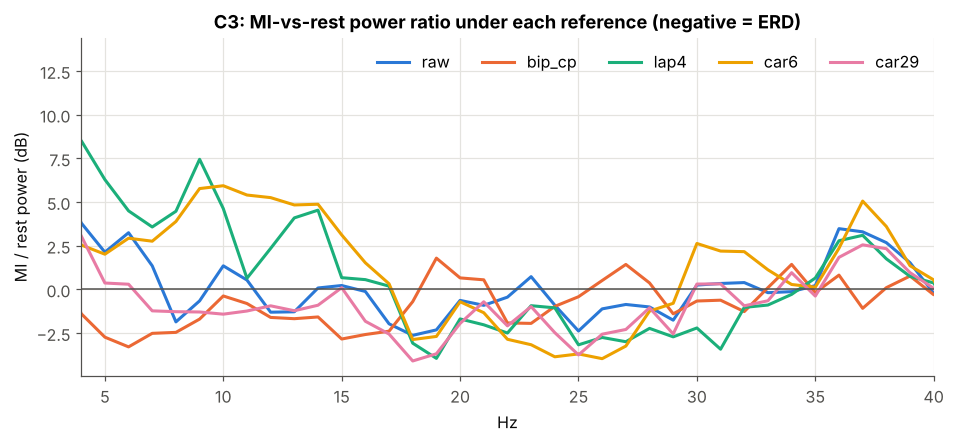 C3: MI-vs-rest power ratio under each reference (negative = ERD)
raw bip_cp lap4 car6 car29
MI / rest power (dB)
12.5
10.0
7.5
5.0
2.5
0.0
−2.5
5 10 15 20 25 30 35 40
Hz